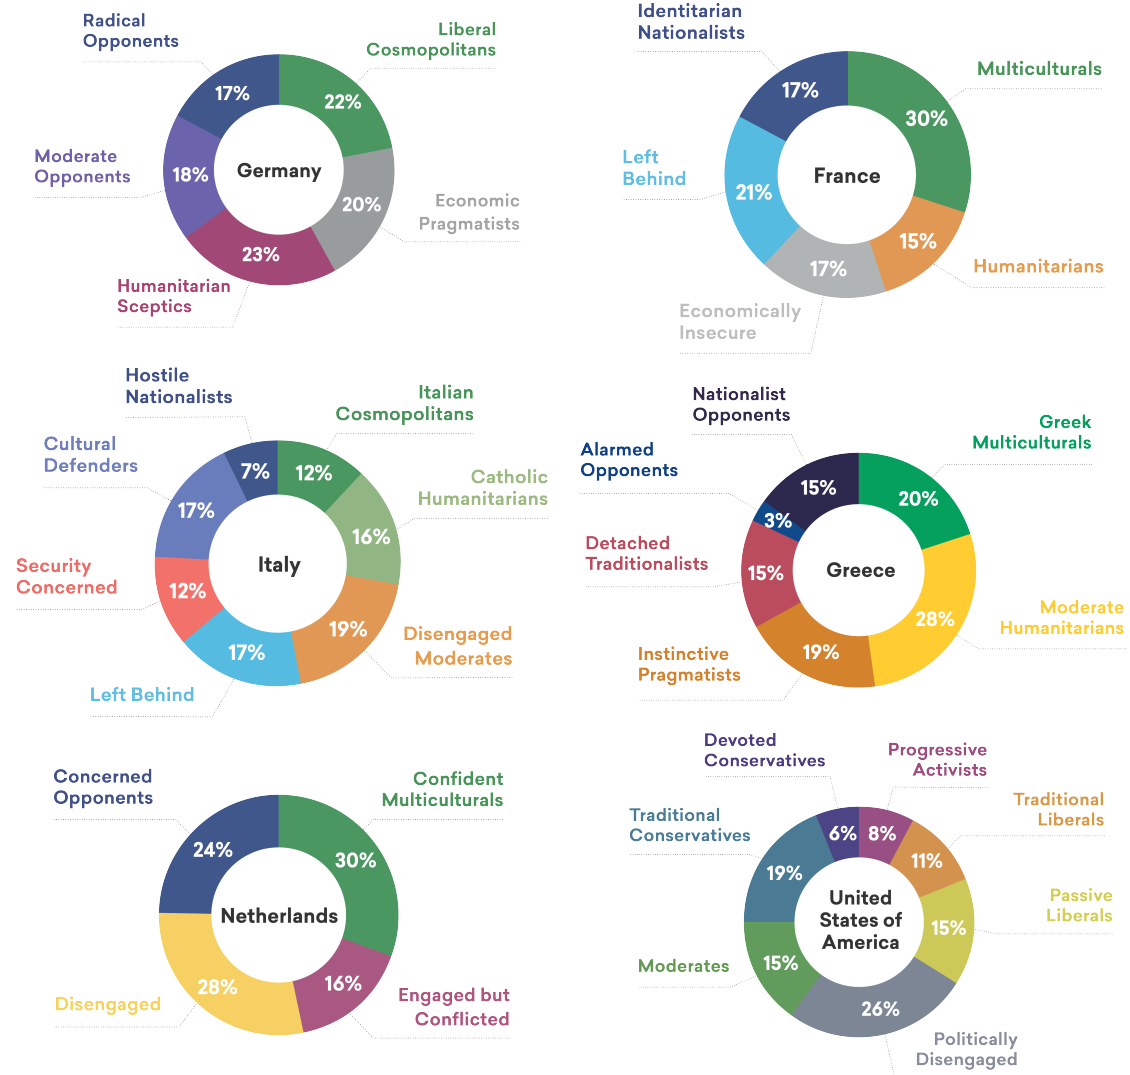 Radical
Opponents
Liberal
Cosmopolitans
17%
22%
Moderate
Opponents
18%
Germany
20%
Economic
Pragmatists
23%
Humanitarian
Sceptics
Identitarian
Nationalists
Multiculturals
17%
30%
Left
Behind
21%
France
15%
17%
Humanitarians
Economically
Insecure
Hostile
Nationalists
Italian
Cosmopolitans
Cultural
Defenders
7%
12%
Catholic
Humanitarians
17%
16%
Italy
Security
Concerned
12%
19%
17%
Disengaged
Moderates
Left Behind
Nationalist
Opponents
Greek
Multiculturals
Alarmed
Opponents
15%
20%
3%
Detached
Traditionalists
15%
Greece
28%
Moderate
Humanitarians
19%
Instinctive
Pragmatists
Concerned
Opponents
Confident
Multiculturals
24%
30%
Netherlands
28%
16%
Disengaged
Engaged but
Conflicted
Devoted
Conservatives
Progressive
Activists
Traditional
Liberals
Traditional
Conservatives
6%
8%
11%
19%
Passive
Liberals
United
States of
America
15%
Moderates
15%
26%
Politically
Disengaged